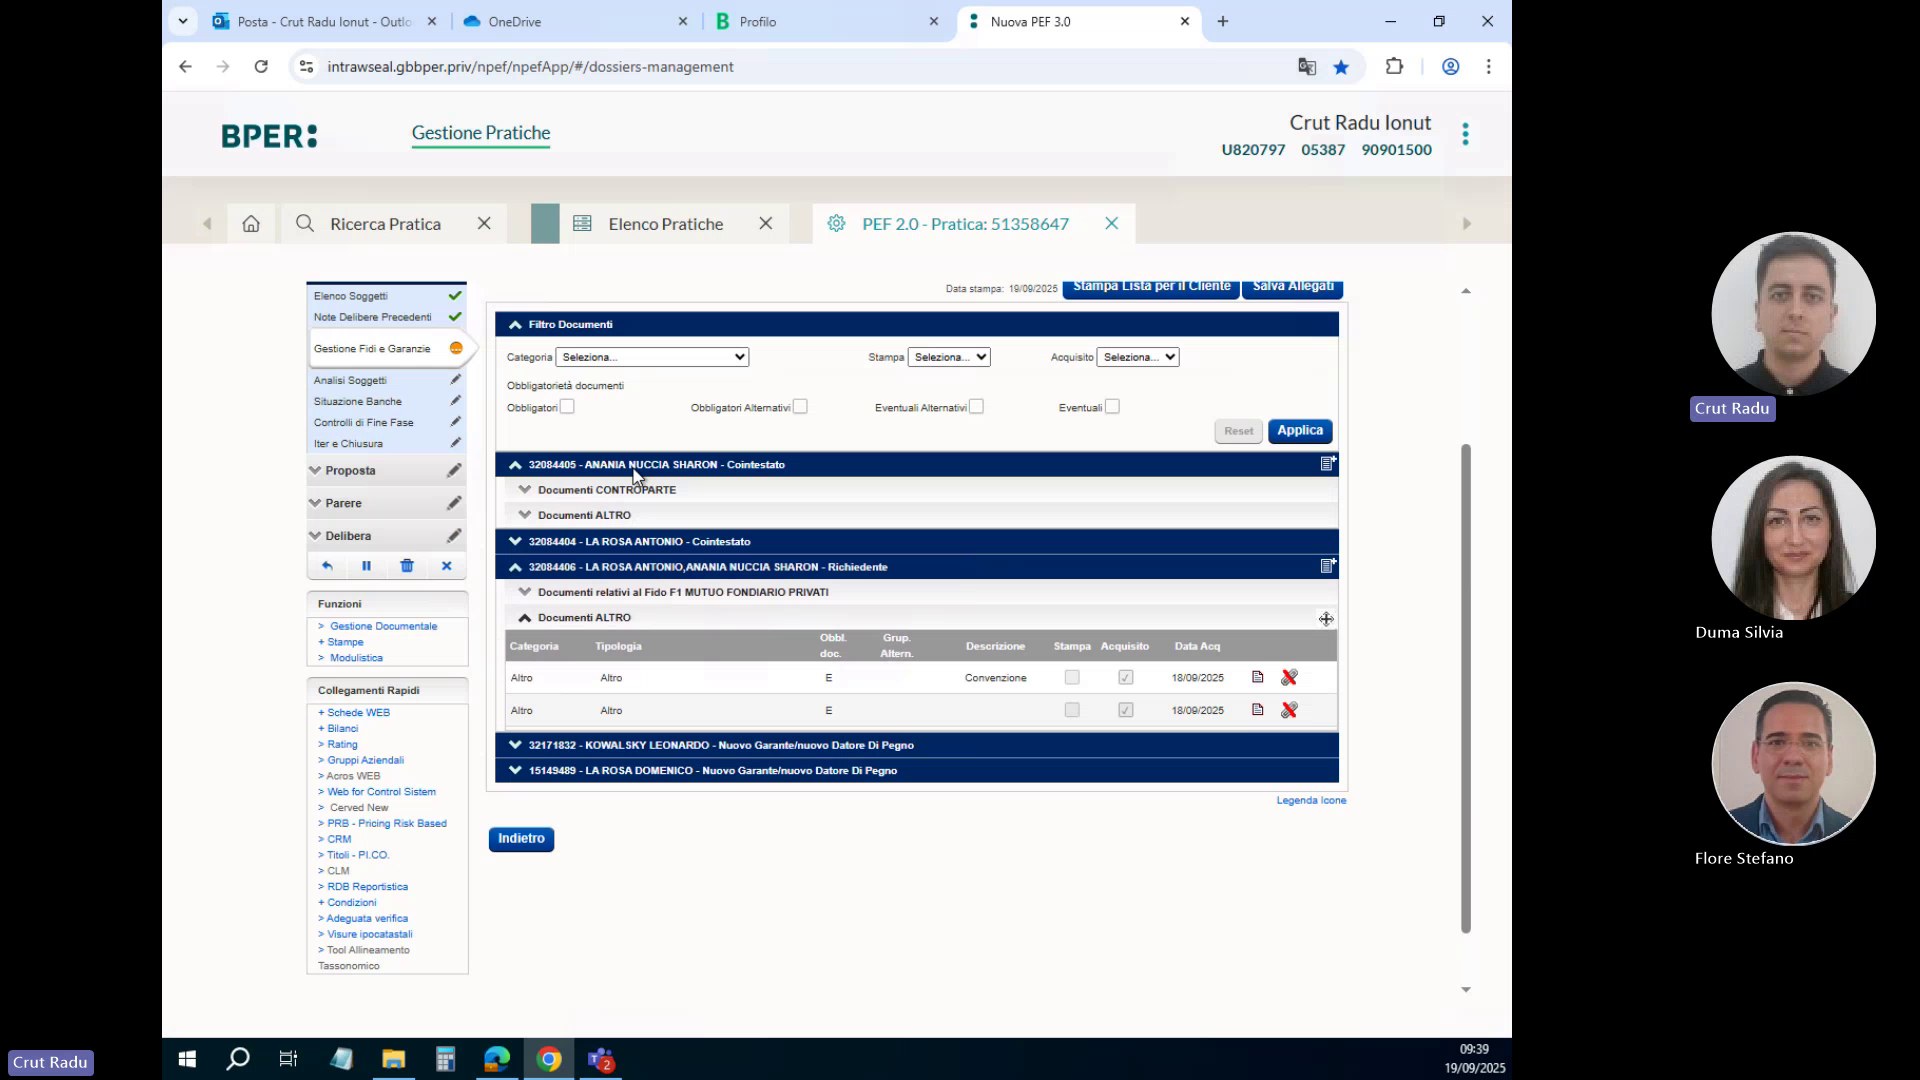 Posta - Crut Radu Ionut - Outlo
OneDrive
Profilo
Nuova PEF 3.0
intrawseal.gbbper.priv/npef/npefApp/#/dossiers-management
BPER:
Gestione Pratiche
Crut Radu Ionut
U820797 05387 90901500
Ricerca Pratica
Elenco Pratiche
PEF 2.0 - Pratica: 51358647
Elenco Soggetti
Note Delibere Precedenti
Gestione Fidi e Garanzie
Analisi Soggetti
Situazione Banche
Controlli di Fine Fase
Iter e Chiusura
Proposta
Parere
Delibera
Funzioni
> Gestione Documentale
+ Stampe
> Modulistica
Collegamenti Rapidi
+ Schede WEB
+ Bilanci
> Rating
> Gruppi Aziendali
> Acros WEB
> Web for Control Sistem
> Cerved New
> PRB - Pricing Risk Based
> CRM
> Titoli - PI.CO.
> CLM
> RDB Reportistica
+ Condizioni
> Adeguata verifica
> Visure ipocatastali
> Tool Allineamento
Tassonomico
Data stampa: 19/09/2025 Stampa Lista per il Cliente Salva Allegati
Filtro Documenti
Categoria Seleziona... Stampa Seleziona... Acquisito Seleziona...
Obbligatorietà documenti
Obbligatori Obbligatori Alternativi Eventuali Alternativi Eventuali
Reset Applica
32084405 - ANANIA NUCCIA SHARON - Cointestato
Documenti CONTROPARTE
Documenti ALTRO
32084404 - LA ROSA ANTONIO - Cointestato
32084406 - LA ROSA ANTONIO,ANANIA NUCCIA SHARON - Richiedente
Documenti relativi al Fido F1 MUTUO FONDIARIO PRIVATI
Documenti ALTRO
Categoria Tipologia Obbl. doc. Grup. Altern. Descrizione Stampa Acquisito Data Acq
Altro Altro E Convenzione 18/09/2025
Altro Altro E 18/09/2025
32171832 - KOWALSKY LEONARDO - Nuovo Garante/nuovo Datore Di Pegno
15149489 - LA ROSA DOMENICO - Nuovo Garante/nuovo Datore Di Pegno
Legenda Icone
Indietro
Crut Radu
Duma Silvia
Flore Stefano
Crut Radu
2
09:39
19/09/2025